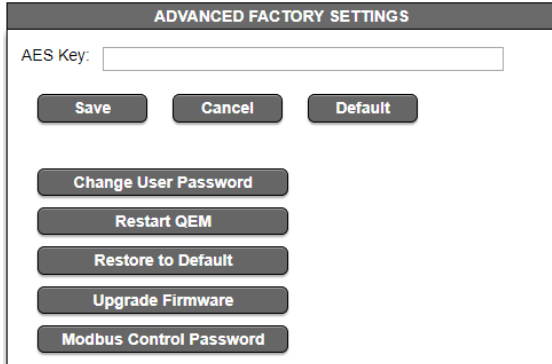 ADVANCED FACTORY SETTINGS
AES Key:
Save Cancel Default
Change User Password
Restart QEM
Restore to Default
Upgrade Firmware
Modbus Control Password